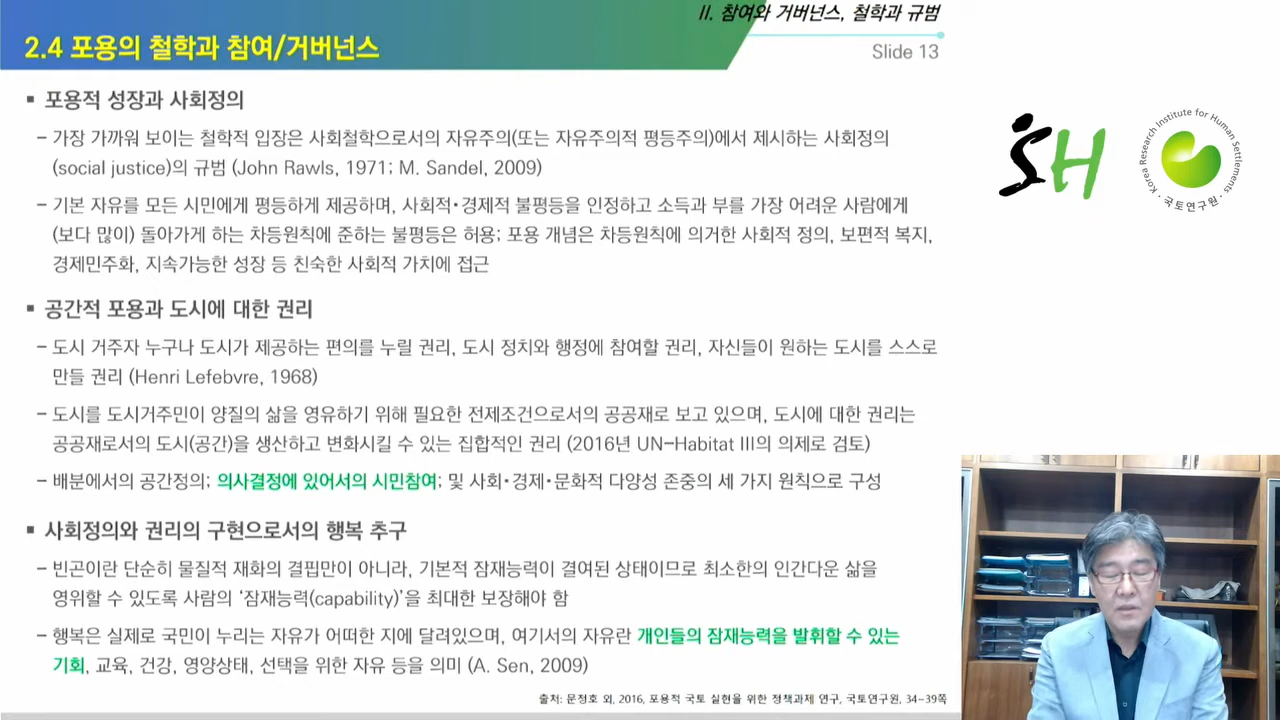 II. 참여와 거버넌스, 철학과 규범
2.4 포용의 철학과 참여/거버넌스
Slide 13
▪ 포용적 성장과 사회정의
− 가장 가까워 보이는 철학적 입장은 사회철학으로서의 자유주의(또는 자유주의적 평등주의)에서 제시하는 사회정의
(social justice)의 규범 (John Rawls, 1971; M. Sandel, 2009)
− 기본 자유를 모든 시민에게 평등하게 제공하며, 사회적·경제적 불평등을 인정하고 소득과 부를 가장 어려운 사람에게
(보다 많이) 돌아가게 하는 차등원칙에 준하는 불평등은 허용; 포용 개념은 차등원칙에 의거한 사회적 정의, 보편적 복지,
경제민주화, 지속가능한 성장 등 친숙한 사회적 가치에 접근
▪ 공간적 포용과 도시에 대한 권리
− 도시 거주자 누구나 도시가 제공하는 편의를 누릴 권리, 도시 정치와 행정에 참여할 권리, 자신들이 원하는 도시를 스스로
만들 권리 (Henri Lefebvre, 1968)
− 도시를 도시거주민이 양질의 삶을 영유하기 위해 필요한 전제조건으로서의 공공재로 보고 있으며, 도시에 대한 권리는
공공재로서의 도시(공간)을 생산하고 변화시킬 수 있는 집합적인 권리 (2016년 UN−Habitat III의 의제로 검토)
− 배분에서의 공간정의; 의사결정에 있어서의 시민참여; 및 사회·경제·문화적 다양성 존중의 세 가지 원칙으로 구성
▪ 사회정의와 권리의 구현으로서의 행복 추구
− 빈곤이란 단순히 물질적 재화의 결핍만이 아니라, 기본적 잠재능력이 결여된 상태이므로 최소한의 인간다운 삶을
영위할 수 있도록 사람의 ‘잠재능력(capability)’을 최대한 보장해야 함
− 행복은 실제로 국민이 누리는 자유가 어떠한 지에 달려있으며, 여기서의 자유란 개인들의 잠재능력을 발휘할 수 있는
기회, 교육, 건강, 영양상태, 선택을 위한 자유 등을 의미 (A. Sen, 2009)
출처: 문정호 외, 2016, 포용적 국토 실현을 위한 정책과제 연구, 국토연구원, 34~39쪽
SH
Korea Research Institute for Human Settlements
· 국토연구원 ·